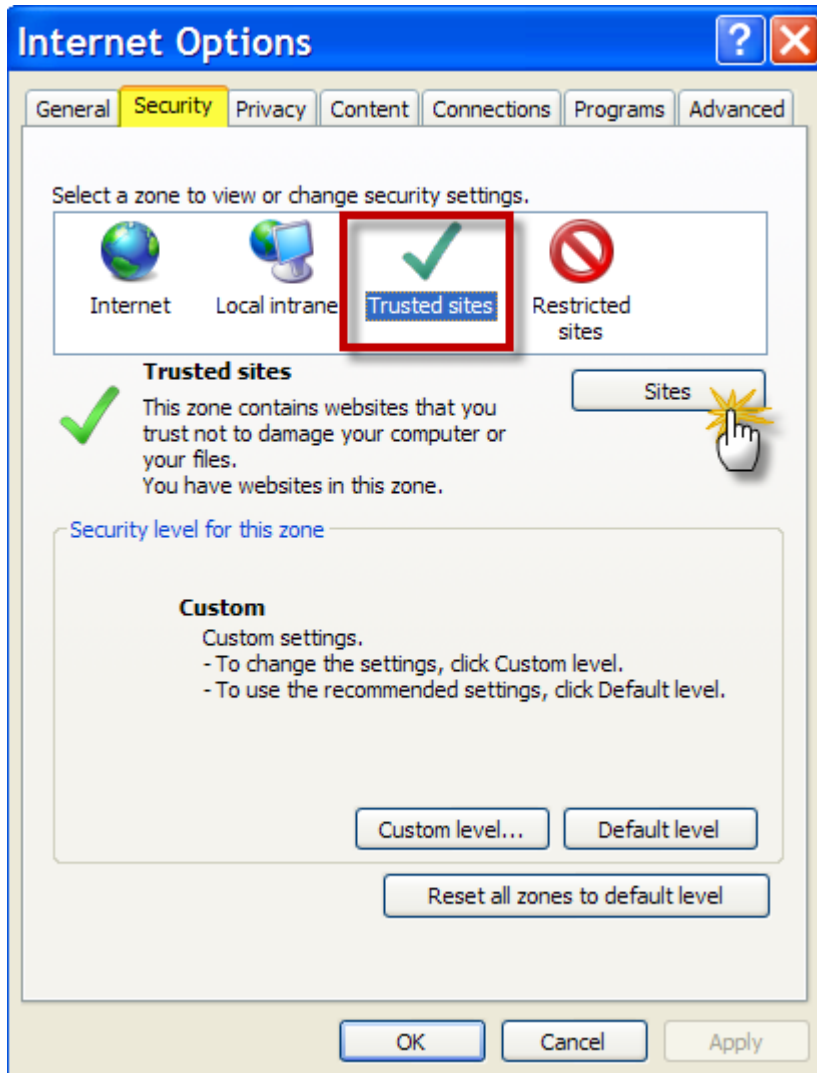 Internet Options
General Security Privacy Content Connections Programs Advanced
Select a zone to view or change security settings.
Internet Local intrane Trusted sites Restricted
sites
Trusted sites
Sites
This zone contains websites that you
trust not to damage your computer or
your files.
You have websites in this zone.
Security level for this zone
Custom
Custom settings.
- To change the settings, click Custom level.
- To use the recommended settings, click Default level.
Custom level... Default level
Reset all zones to default level
OK Cancel Apply